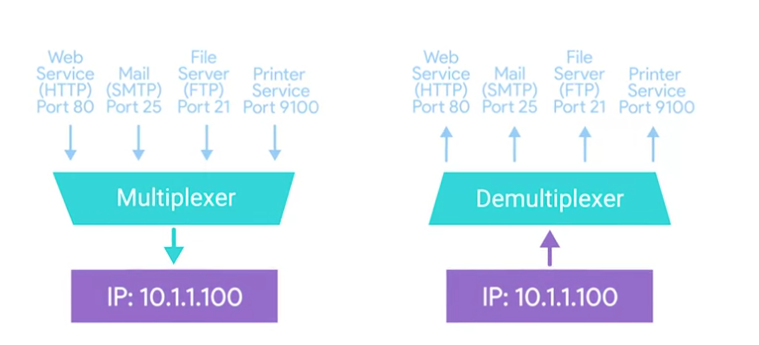 Web
Service
(HTTP)
Port 80
Mail
(SMTP)
Port 25
File
Server
(FTP)
Port 21
Printer
Service
Port 9100
Multiplexer
IP: 10.1.1.100
Web
Service
(HTTP)
Port 80
Mail
(SMTP)
Port 25
File
Server
(FTP)
Port 21
Printer
Service
Port 9100
Demultiplexer
IP: 10.1.1.100